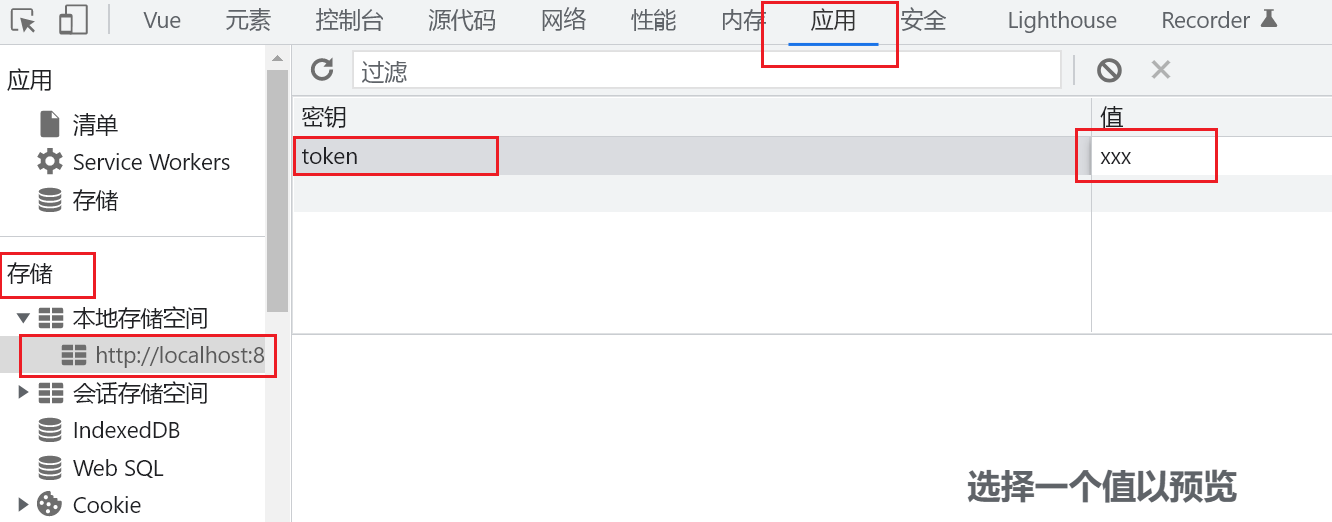 Vue 元素 控制台 源代码 网络 性能 内存 应用 安全 Lighthouse Recorder
应用
清单
Service Workers
存储
存储
本地存储空间
http://localhost:8
会话存储空间
IndexedDB
Web SQL
Cookie
过滤
密钥 值
token xxx
选择一个值以预览